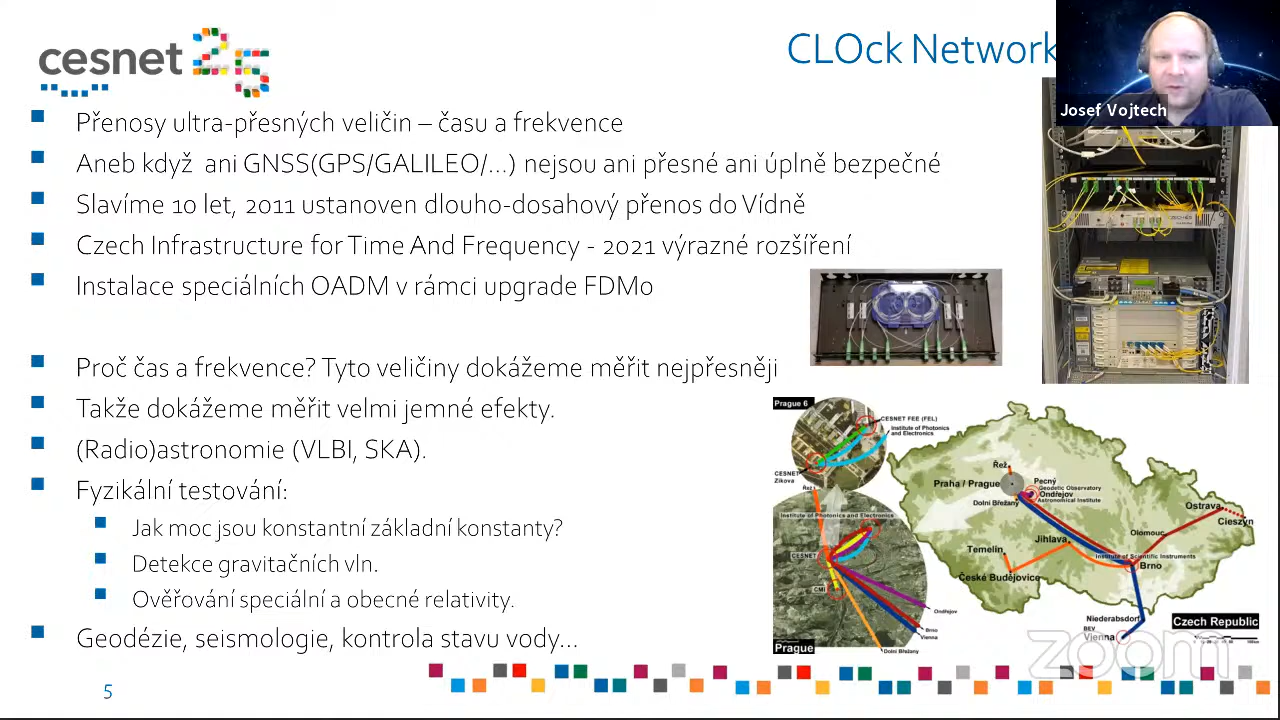 cesnet 25
CLOck Network
Josef Vojtech
Přenosy ultra-přesných veličin – času a frekvence
Aneb když ani GNSS(GPS/GALILEO/...) nejsou ani přesné ani úplně bezpečné
Slavíme 10 let, 2011 ustanoven dlouho-dosahový přenos do Vídně
Czech Infrastructure for Time And Frequency - 2021 výrazné rozšíření
Instalace speciálních OADM v rámci upgrade FDM0
Proč čas a frekvence? Tyto veličiny dokážeme měřit nejpřesněji
Takže dokážeme měřit velmi jemné efekty.
(Radio)astronomie (VLBI, SKA).
Fyzikální testování:
jsou konstantní základní konstanty
Detekce gravitačních vln
Ověřování speciální a obecné relativity.
Geodézie, seismologie, kontrola stavby vody...
Prague 6
CESNET FEE (FEL)
Institute of Photonics
and Electronics
CESNET
Zikova
Řež
Institute of Photonics and Electronics
CESNET
CMI
Ondřejov
Brno
Vienna
Dolní Břežany
Prague
Řež
Praha / Prague
Pecný
Geodetic Observatory
Ondřejov
Astronomical Institute
Dolní Břežany
Ostrava
Cieszyn
Olomouc
Jihlava
Temelín
Institute of Scientific Instruments
Brno
České Budějovice
Niederabsdorf
BEV
Vienna
Czech Republic
zoom
5